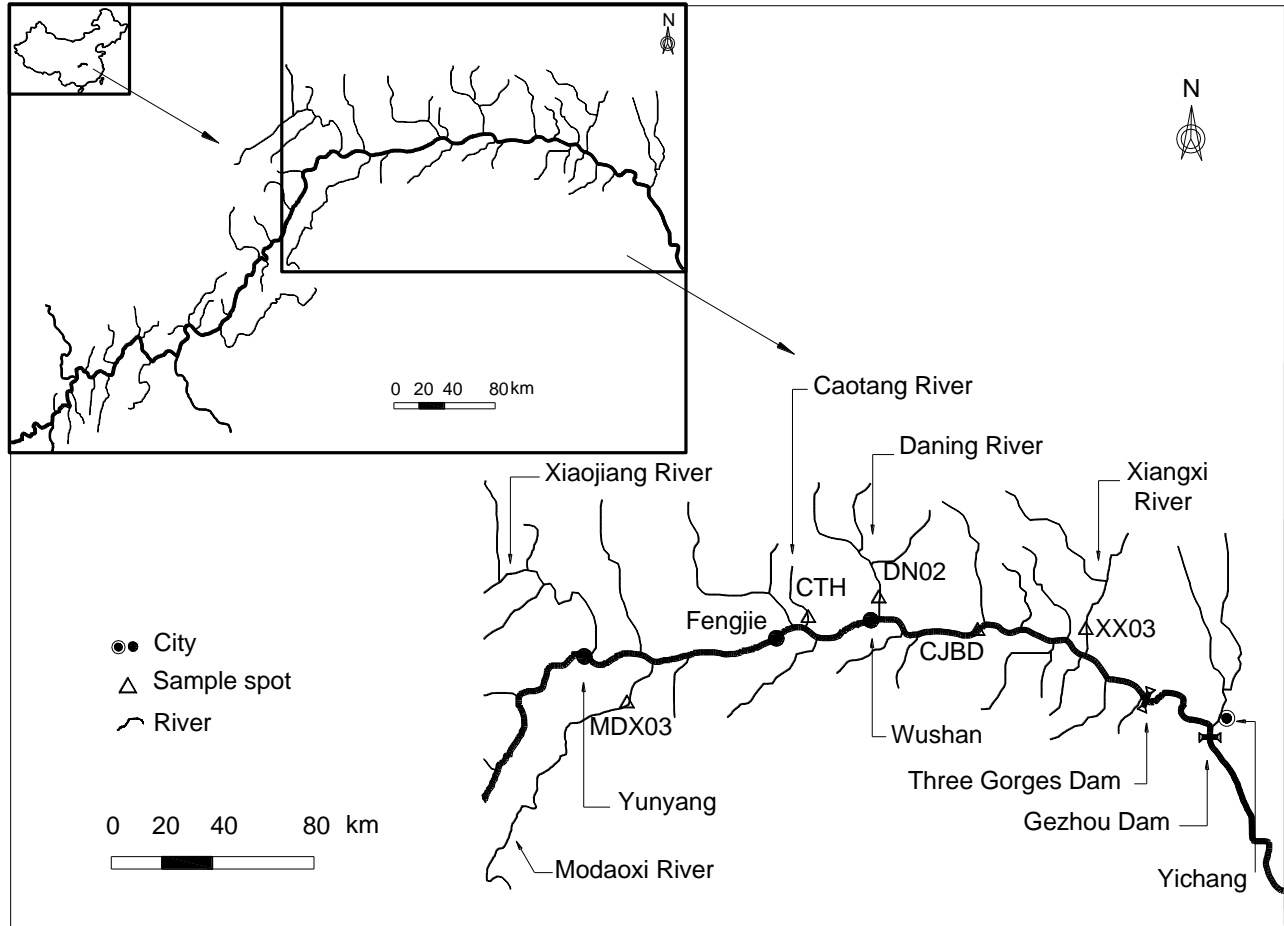 N
N
0 20 40 80 km
Caotang River
Daning River
Xiaojiang River
Xiangxi
River
DN02
CTH
Fengjie
XX03
CJBD
City
Sample spot
River
MDX03
Wushan
Three Gorges Dam
Yunyang
Gezhou Dam
0 20 40 80 km
Modaoxi River
Yichang